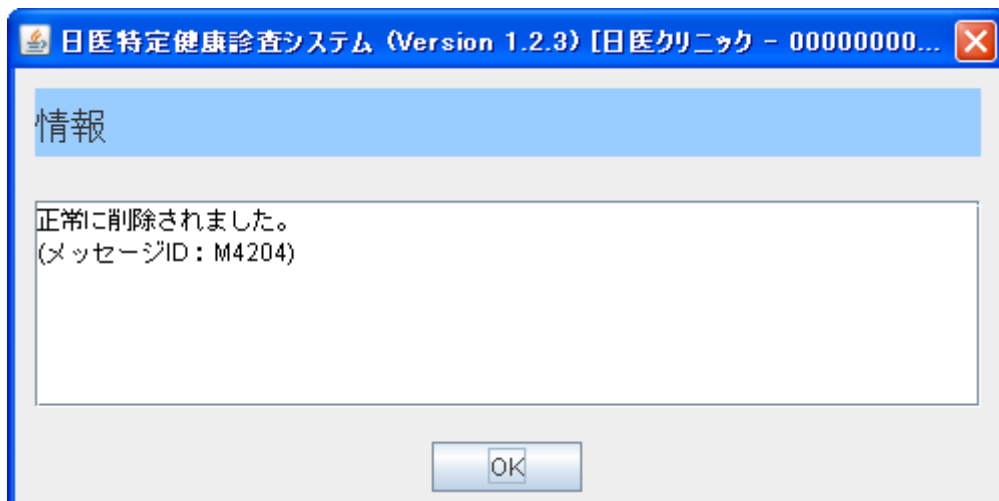 日医特定健康診査システム (Version 1.2.3) [日医クリニック - 00000000...
情報
正常に削除されました。
(メッセージID：M4204)
OK